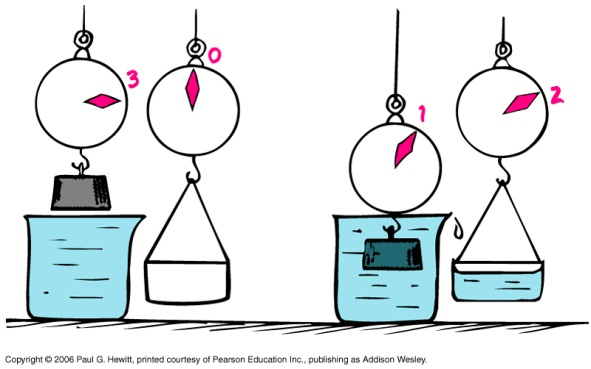 3
0
1
2
Copyright © 2006 Paul G. Hewitt, printed courtesy of Pearson Education Inc., publishing as Addison Wesley.